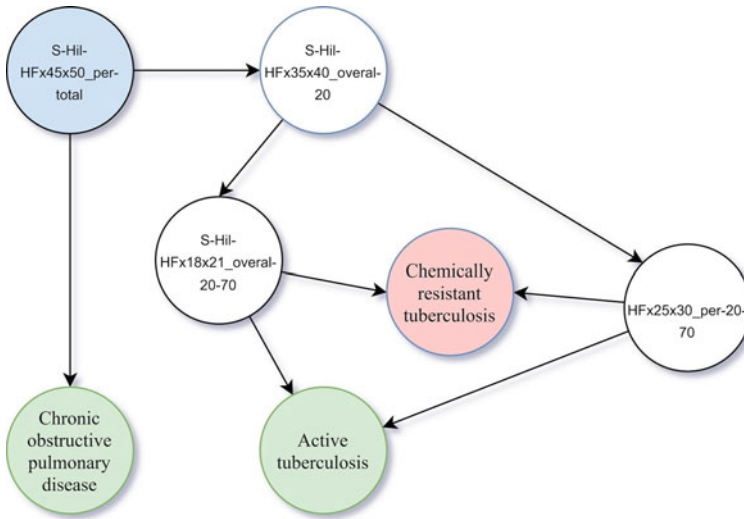 S-Hil-
HFx45x50_per-
total
S-Hil-
HFx35x40_overal-
20
S-Hil-
HFx18x21_overal-
20-70
Chemically
resistant
tuberculosis
HFx25x30_per-20-
70
Chronic
obstructive
pulmonary
disease
Active
tuberculosis